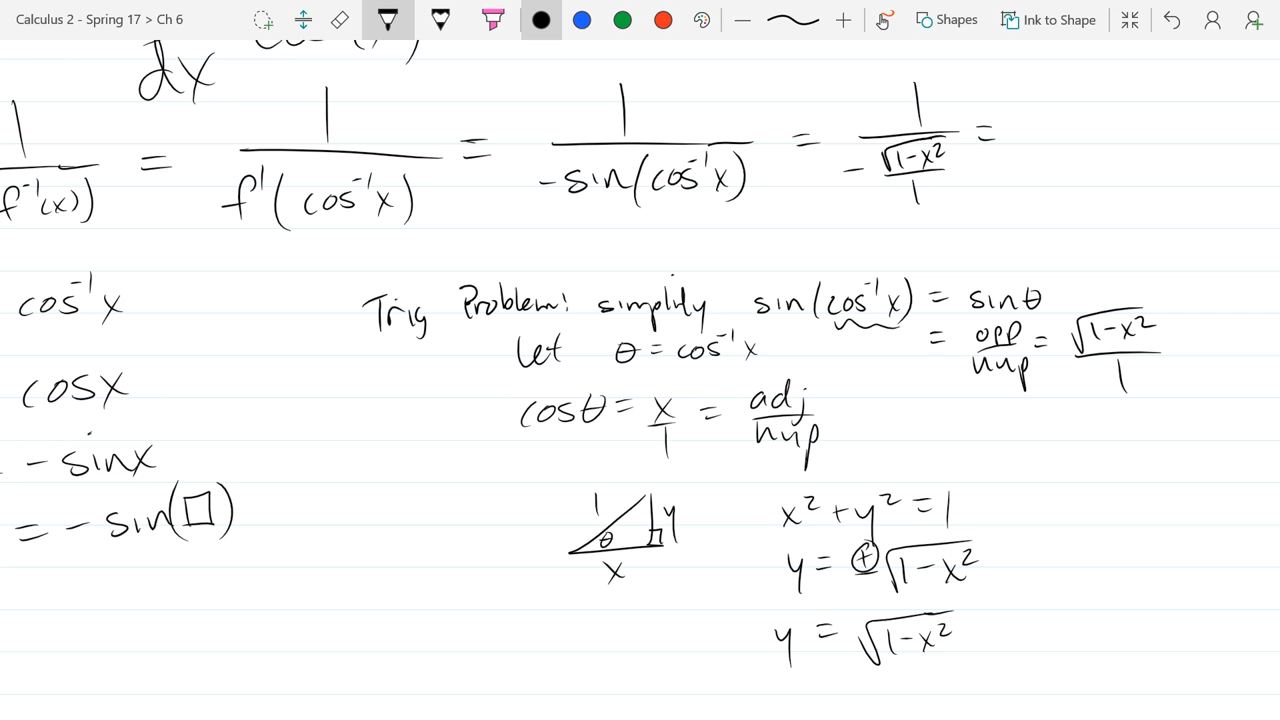 Calculus 2 - Spring 17 > Ch 6
Shapes
Ink to Shape
dx
1/f⁻¹(x)) = 1/f'(cos⁻¹x) = 1/-sin(cos⁻¹x) = 1/-√(1-x²)/1 =
cos⁻¹x
Trig Problem: simplify sin(cos⁻¹x) = sinθ
Let θ = cos⁻¹x
= opp/hyp = √(1-x²)/1
cosx
cosθ = x/1 = adj/hyp
- sinx
= - sin(□)
1 θ y x
x² + y² = 1
y = ±√(1-x²)
y = √(1-x²)